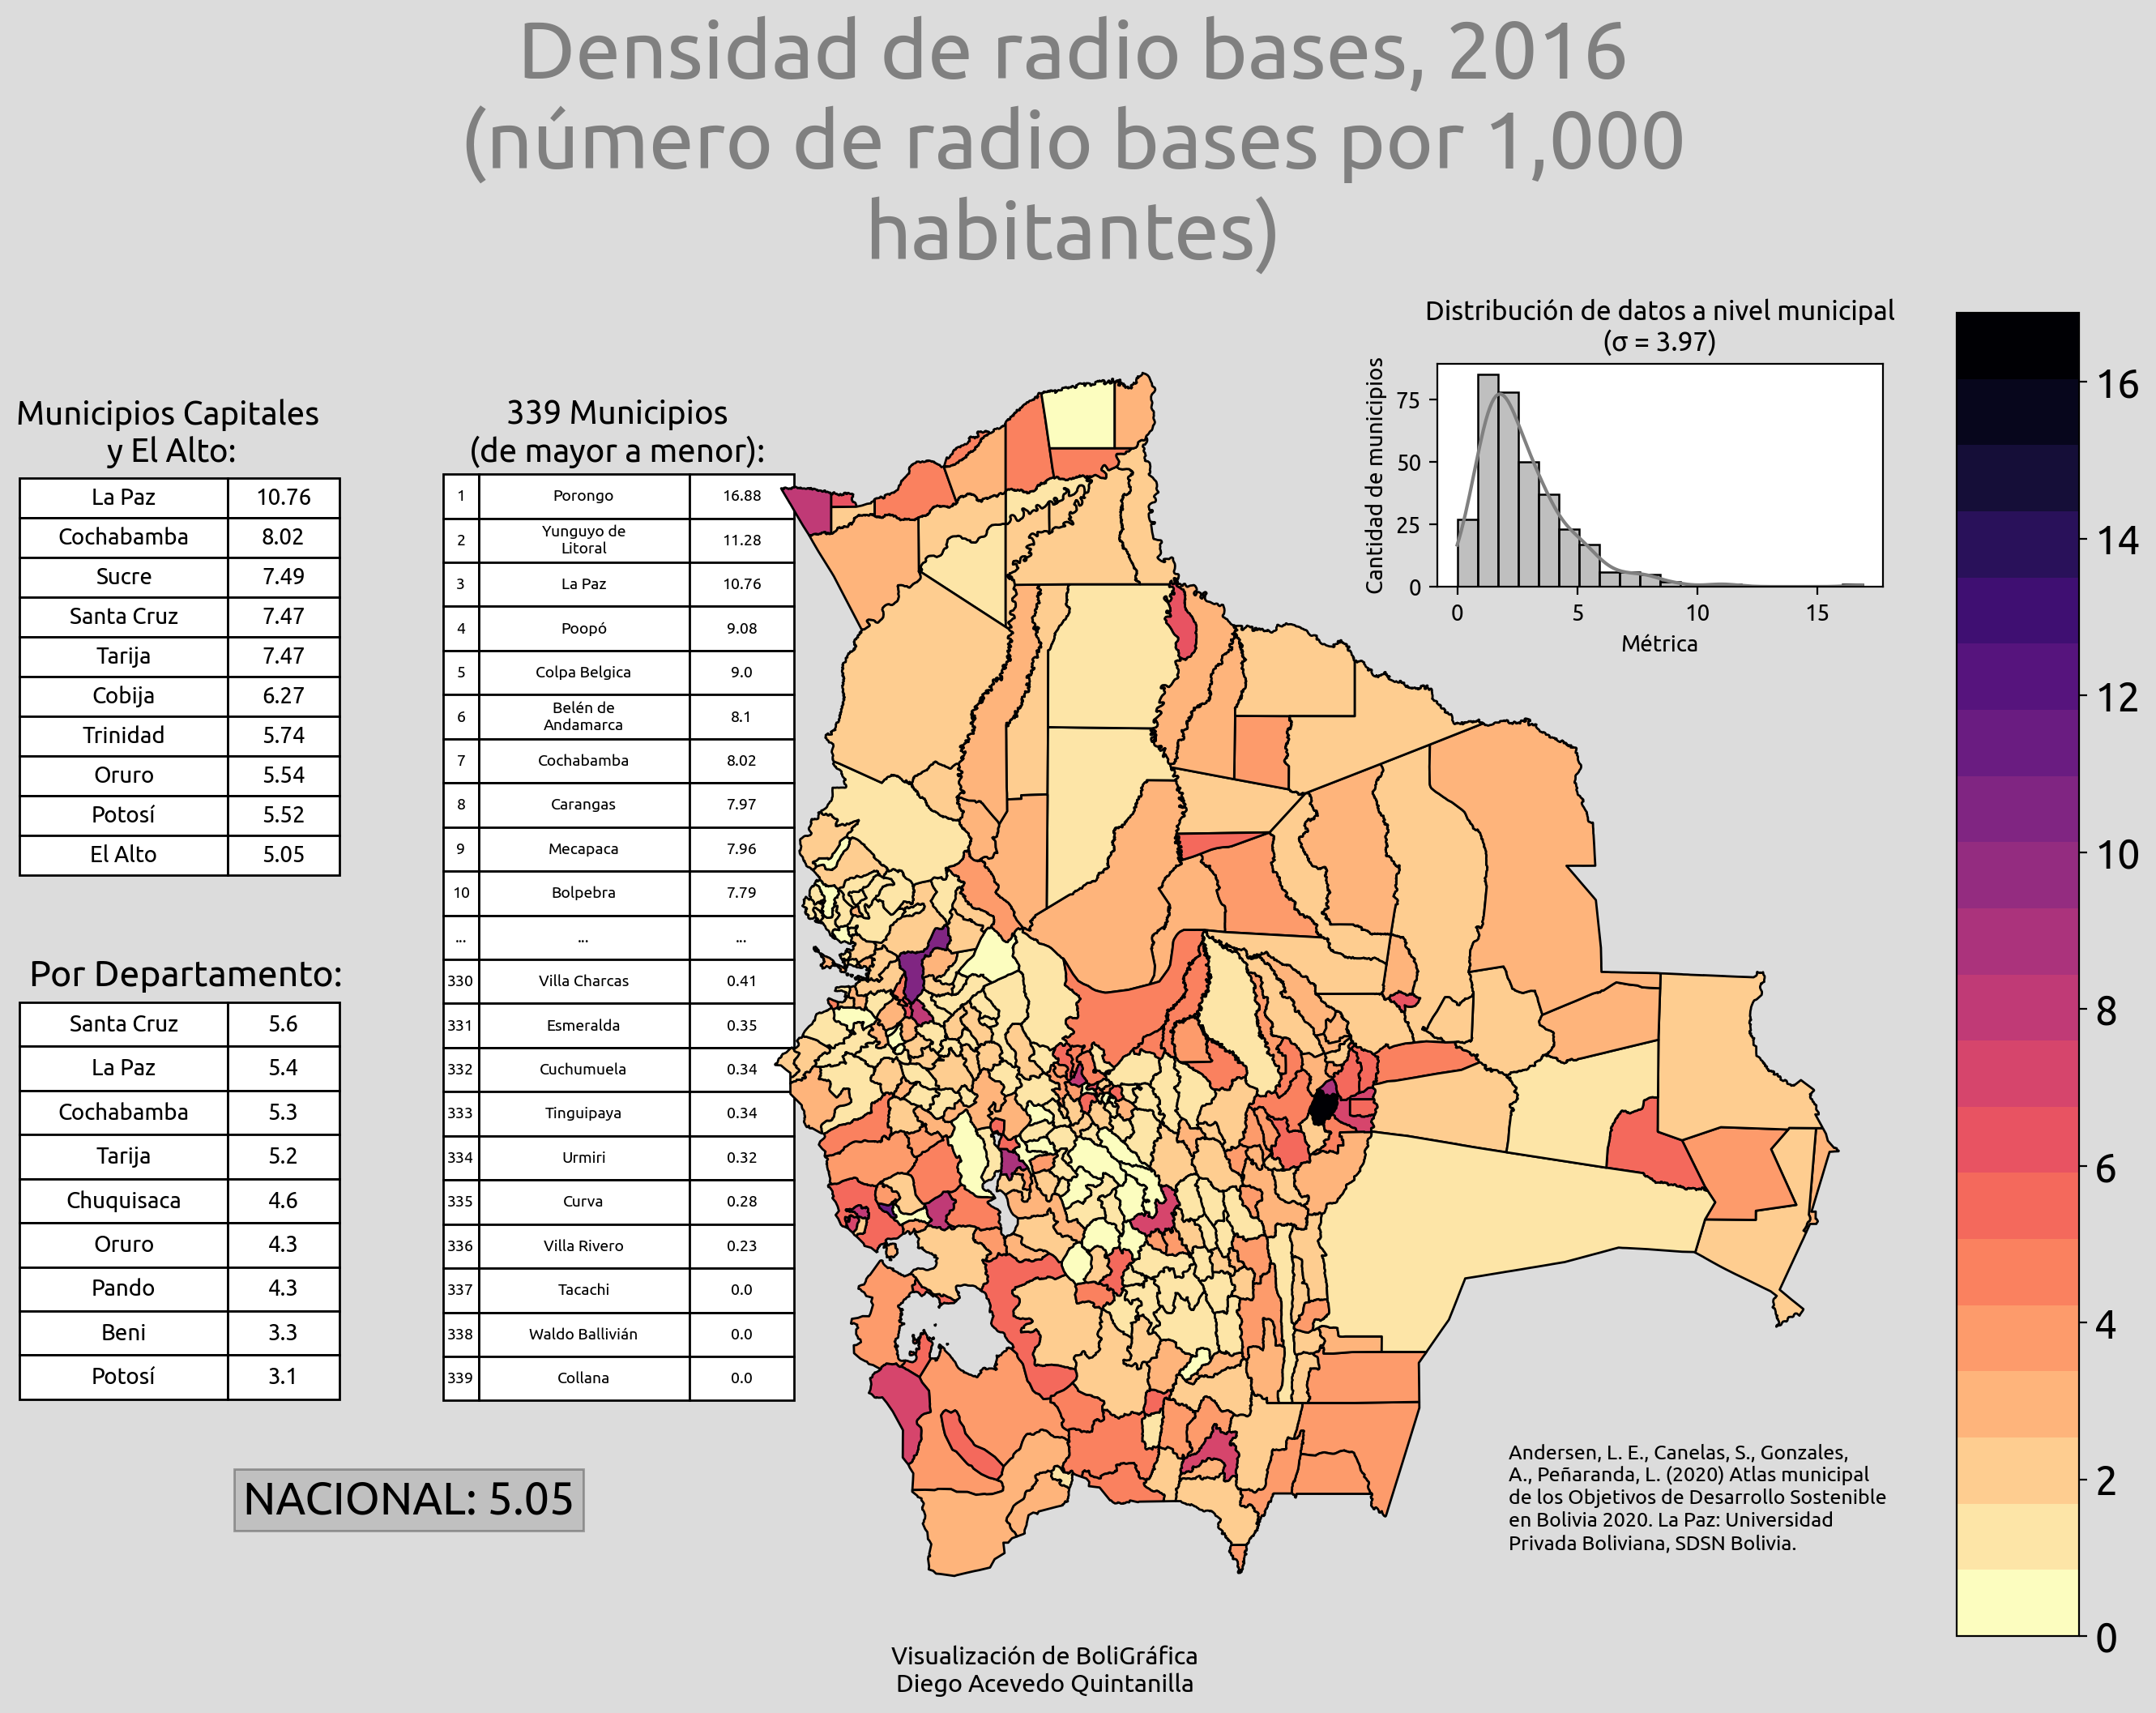 Densidad de radio bases, 2016
(número de radio bases por 1,000
habitantes)
Municipios Capitales
y El Alto:
La Paz 10.76
Cochabamba 8.02
Sucre 7.49
Santa Cruz 7.47
Tarija 7.47
Cobija 6.27
Trinidad 5.74
Oruro 5.54
Potosí 5.52
El Alto 5.05
Por Departamento:
Santa Cruz 5.6
La Paz 5.4
Cochabamba 5.3
Tarija 5.2
Chuquisaca 4.6
Oruro 4.3
Pando 4.3
Beni 3.3
Potosí 3.1
NACIONAL: 5.05
339 Municipios
(de mayor a menor):
1 Porongo 16.88
2 Yunguyo de
Litoral 11.28
3 La Paz 10.76
4 Poopó 9.08
5 Colpa Belgica 9.0
6 Belén de
Andamarca 8.1
7 Cochabamba 8.02
8 Carangas 7.97
9 Mecapaca 7.96
10 Bolpebra 7.79
... ... ...
330 Villa Charcas 0.41
331 Esmeralda 0.35
332 Cuchumuela 0.34
333 Tinguipaya 0.34
334 Urmiri 0.32
335 Curva 0.28
336 Villa Rivero 0.23
337 Tacachi 0.0
338 Waldo Ballivián 0.0
339 Collana 0.0
Distribución de datos a nivel municipal
(σ = 3.97)
Cantidad de municipios
75
50
25
0
0 5 10 15
Métrica
16
14
12
10
8
6
4
2
0
Andersen, L. E., Canelas, S., Gonzales,
A., Peñaranda, L. (2020) Atlas municipal
de los Objetivos de Desarrollo Sostenible
en Bolivia 2020. La Paz: Universidad
Privada Boliviana, SDSN Bolivia.
Visualización de BoliGráfica
Diego Acevedo Quintanilla